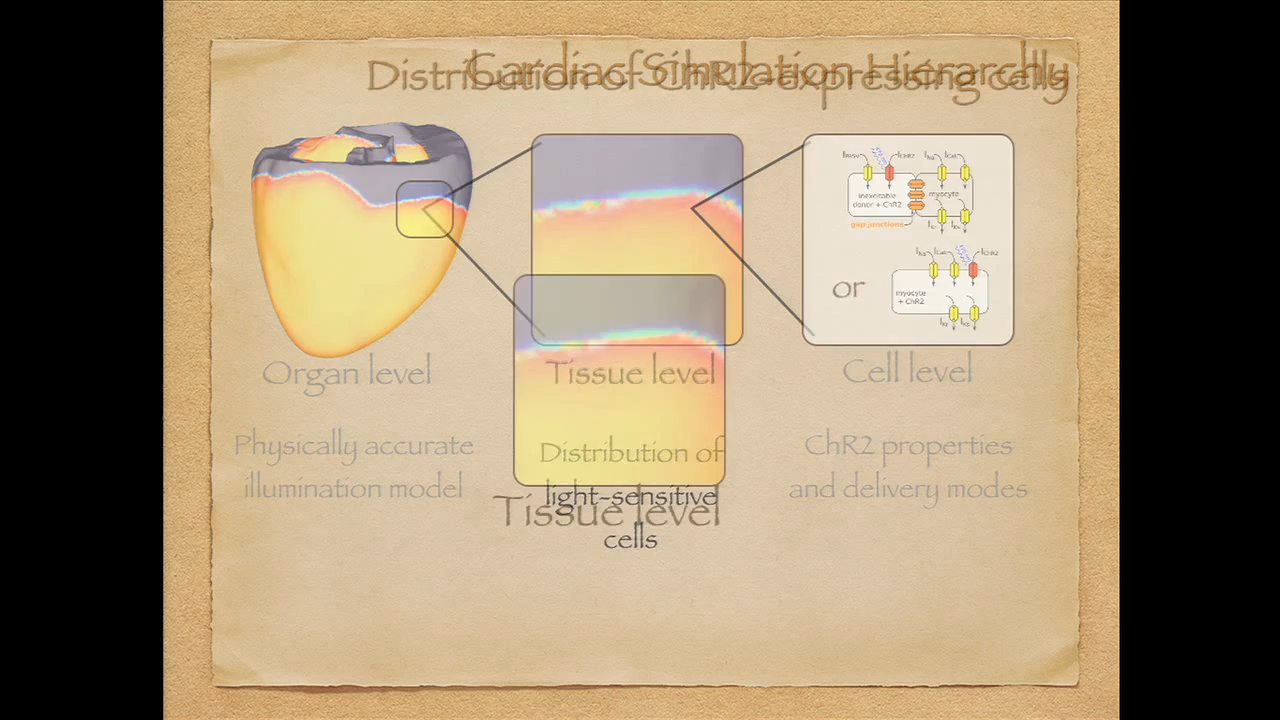 Cardiac Simulation Hierarchy
Distribution of ChR2-expressing cells
inexcitable
donor + ChR2
myocyte
gap junctions
or
myocyte
+ ChR2
Organ level
Tissue level
Cell level
Physically accurate
illumination model
Distribution of
light-sensitive
cells
ChR2 properties
and delivery modes
Tissue level